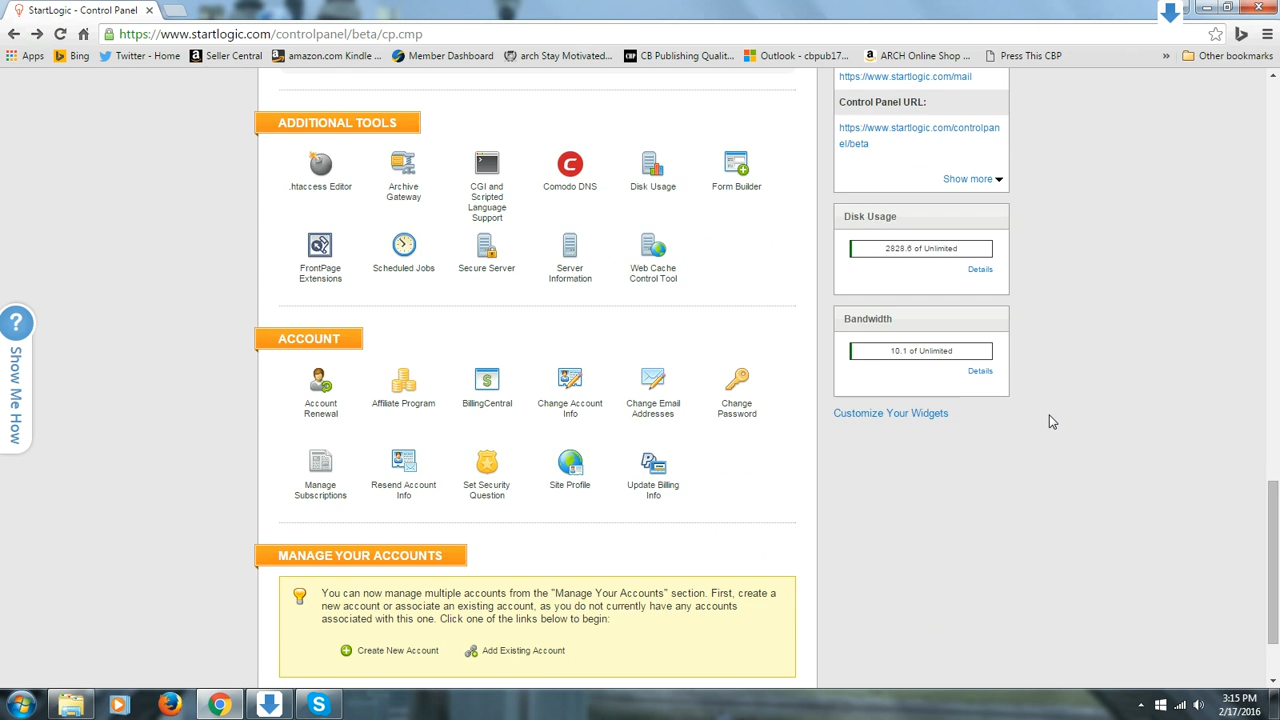 StartLogic - Control Panel
https://www.startlogic.com/controlpanel/beta/cp.cmp
Apps Bing Twitter - Home Seller Central amazon.com Kindle ... Member Dashboard arch Stay Motivated... CB Publishing Qualit... Outlook - cbpub17... ARCH Online Shop ... Press This CBP » Other bookmarks
https://www.startlogic.com/mail
Control Panel URL:
https://www.startlogic.com/controlpan
el/beta
Show more
ADDITIONAL TOOLS
.htaccess Editor
Archive
Gateway
CGI and
Scripted
Language
Support
Comodo DNS
Disk Usage
Form Builder
FrontPage
Extensions
Scheduled Jobs
Secure Server
Server
Information
Web Cache
Control Tool
Disk Usage
2828.6 of Unlimited
Details
Bandwidth
10.1 of Unlimited
Details
Customize Your Widgets
? Show Me How
ACCOUNT
Account
Renewal
Affiliate Program
BillingCentral
Change Account
Info
Change Email
Addresses
Change
Password
Manage
Subscriptions
Resend Account
Info
Set Security
Question
Site Profile
Update Billing
Info
MANAGE YOUR ACCOUNTS
You can now manage multiple accounts from the "Manage Your Accounts" section. First, create a
new account or associate an existing account, as you do not currently have any accounts
associated with this one. Click one of the links below to begin:
Create New Account Add Existing Account
3:15 PM
2/17/2016